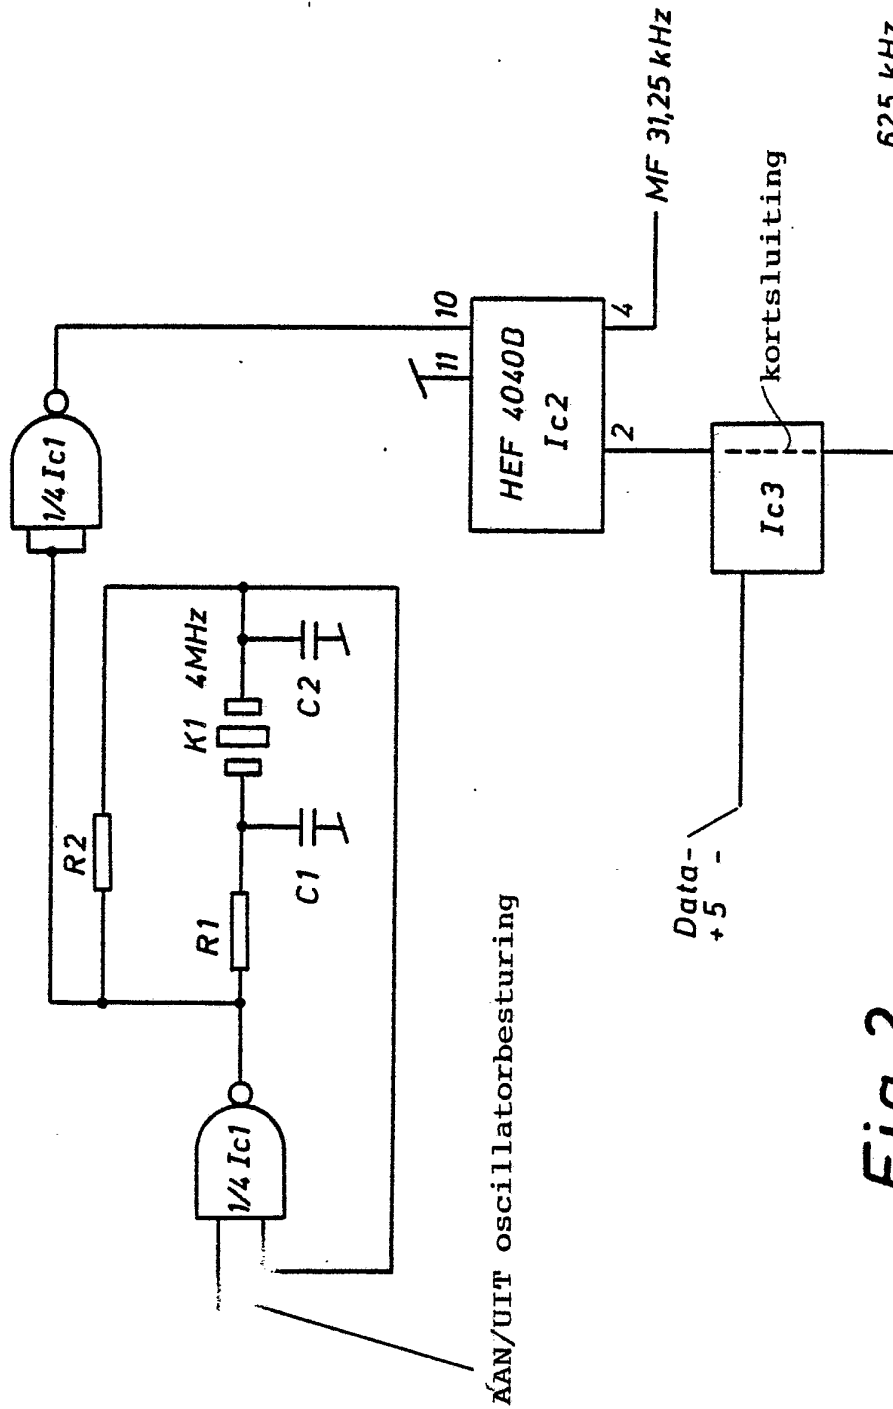 1/4 Ic1
10
11
HEF 4040B
Ic2
4
MF 31,25 kHz
2
kortsluiting
Ic3
R2
K1 4MHz
C2
R1
C1
1/4 Ic1
AAN/UIT oscillatorbesturing
Data
+5
625 kHz
Fig. 2